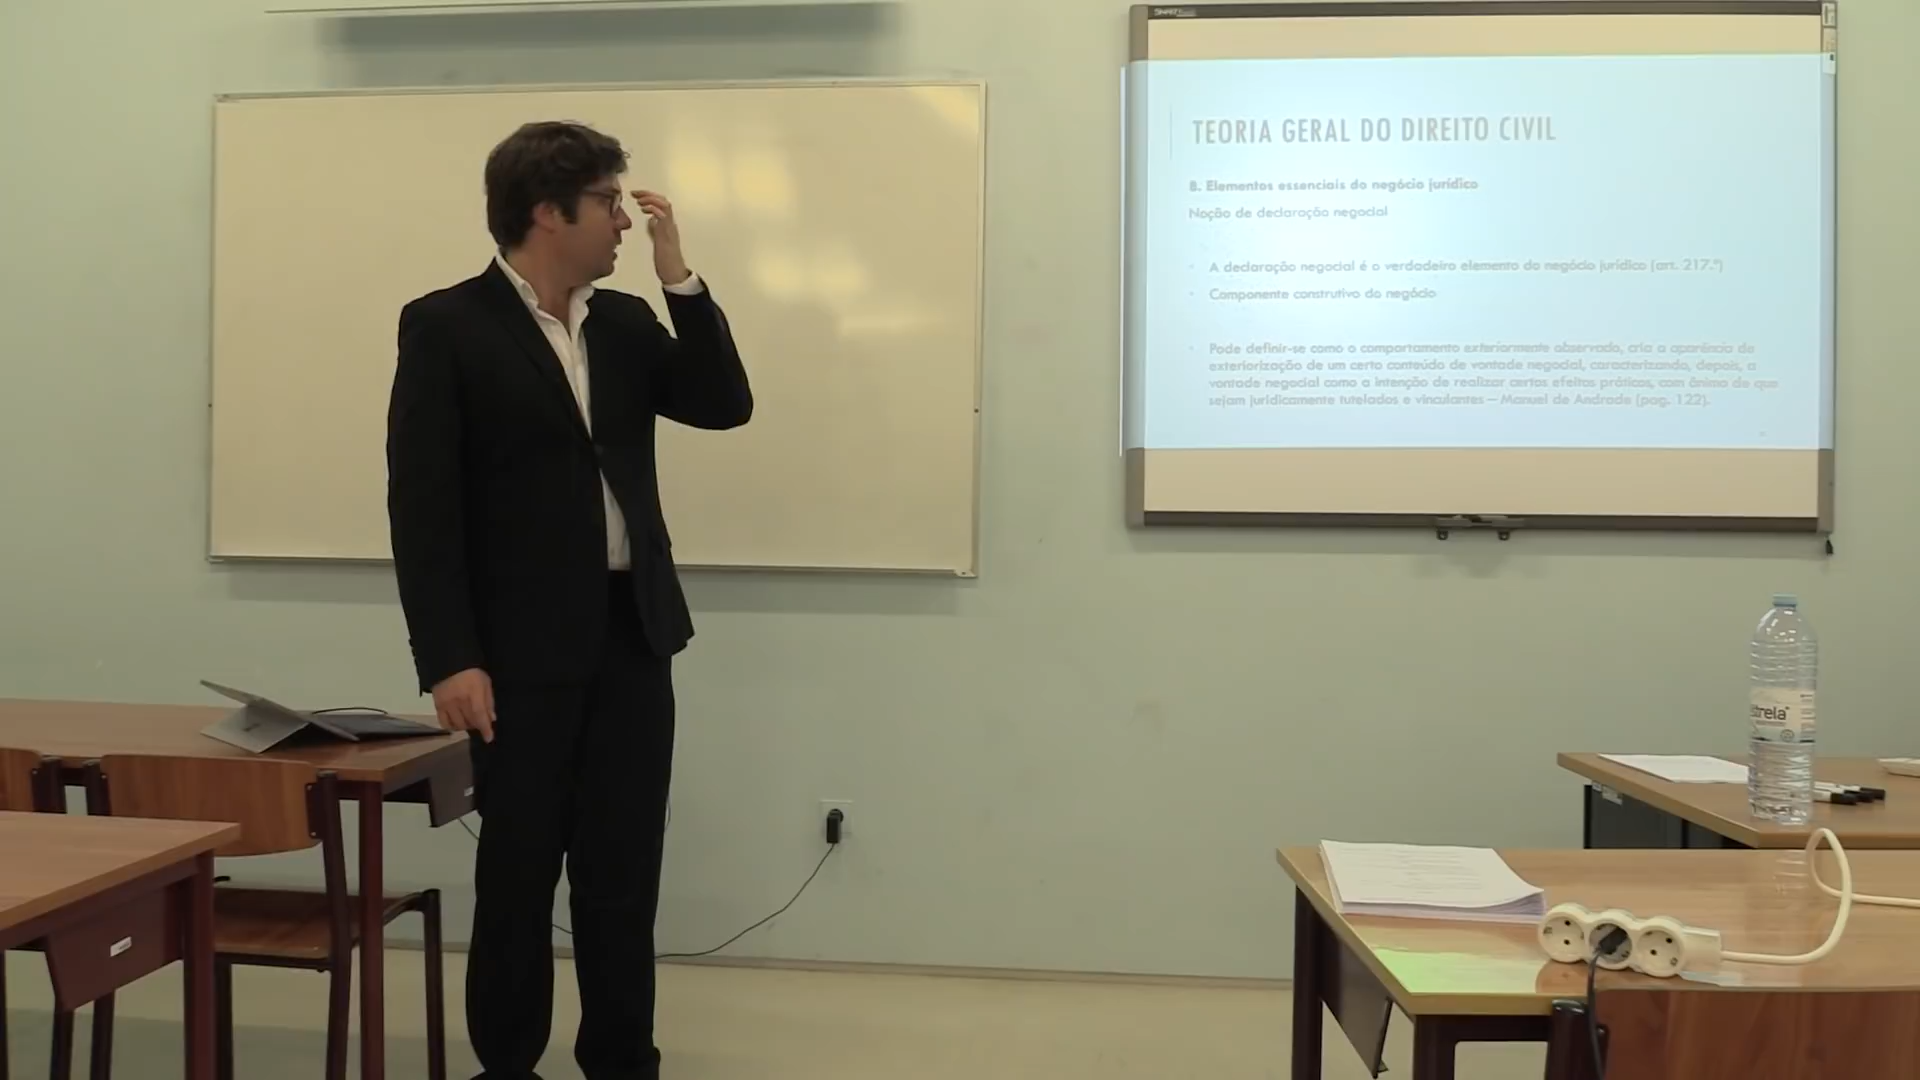 SMART
TEORIA GERAL DO DIREITO CIVIL
8. Elementos essenciais do negócio jurídico
Noção de declaração negocial
• A declaração negocial é o verdadeiro elemento do negócio jurídico (art. 217.º)
• Componente construtivo do negócio
• Pode definir-se como o comportamento exteriormente observado, cria a aparência de
exteriorização de um certo conteúdo de vontade negocial, caracterizando, depois, a
vontade negocial como a intenção de realizar certos efeitos práticos, com ânimo de que
sejam juridicamente tutelados e vinculantes – Manuel de Andrade (pag. 122).
strela